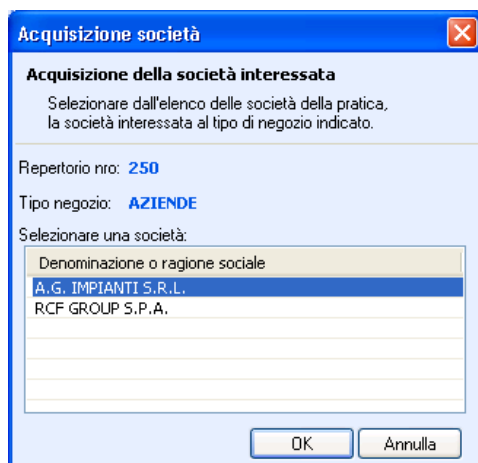 Acquisizione società
Acquisizione della società interessata
Selezionare dall'elenco delle società della pratica,
la società interessata al tipo di negozio indicato.
Repertorio nro: 250
Tipo negozio: AZIENDE
Selezionare una società:
Denominazione o ragione sociale
A.G. IMPIANTI S.R.L.
RCF GROUP S.P.A.
OK Annulla